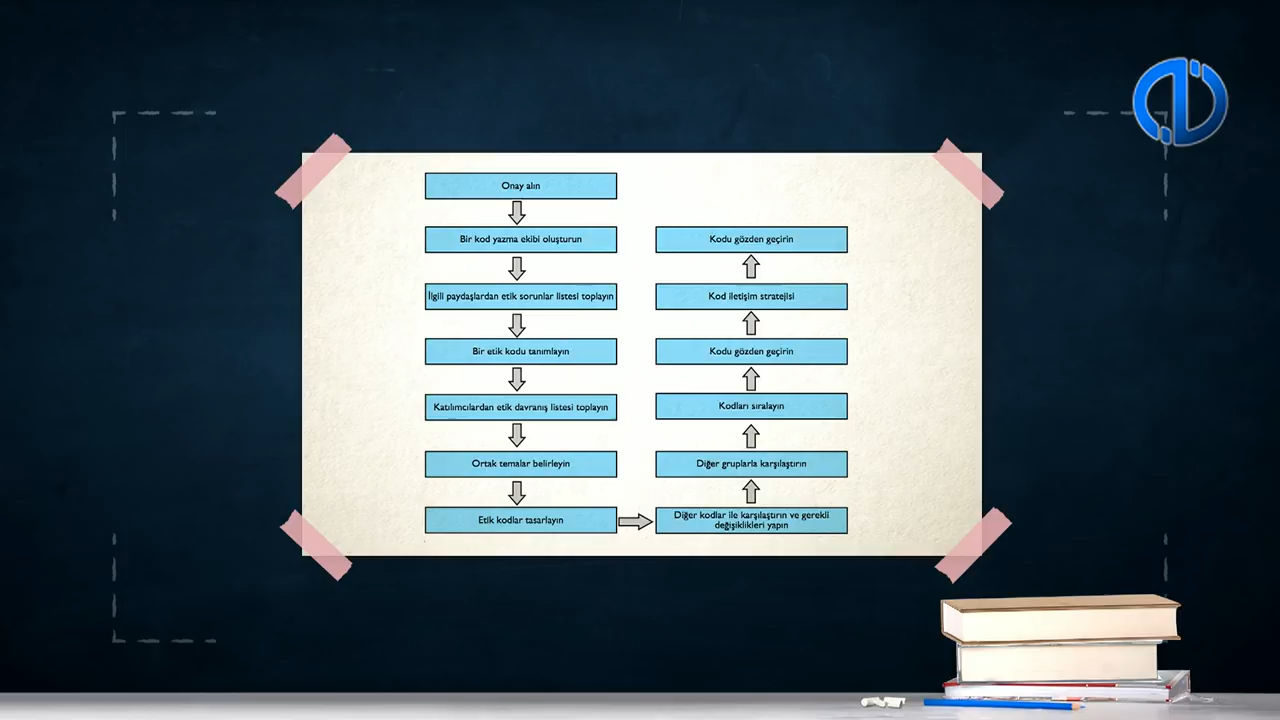 Onay alın
Bir kod yazma ekibi oluşturun
İlgili paydaşlardan etik sorunlar listesi toplayın
Bir etik kodu tanımlayın
Katılımcılardan etik davranış listesi toplayın
Ortak temalar belirleyin
Etik kodlar tasarlayın
Diğer kodlar ile karşılaştırın ve gerekli
değişiklikleri yapın
Diğer gruplarla karşılaştırın
Kodları sıralayın
Kodu gözden geçirin
Kod iletişim stratejisi
Kodu gözden geçirin